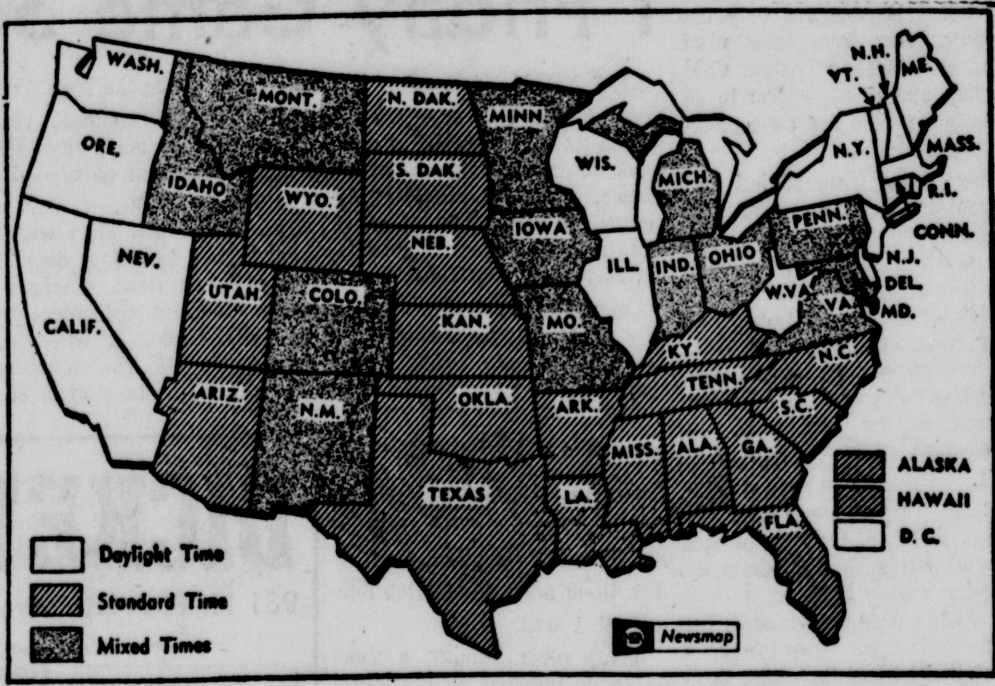 WASH.
ORE.
CALIF.
NEV.
IDAHO
MONT.
WYO.
UTAH
COLO.
ARIZ.
N.M.
N. DAK.
S. DAK.
NEB.
KAN.
OKLA.
TEXAS
MINN.
IOWA
MO.
ARK.
LA.
WIS.
ILL.
MICH.
IND.
OHIO
KY.
TENN.
MISS.
ALA.
GA.
FLA.
S.C.
N.C.
VA.
W.VA.
PENN.
N.Y.
VT.
N.H.
ME.
MASS.
R.I.
CONN.
N.J.
DEL.
MD.
ALASKA
HAWAII
D. C.
Daylight Time
Standard Time
Mixed Times
NEA Newsmap